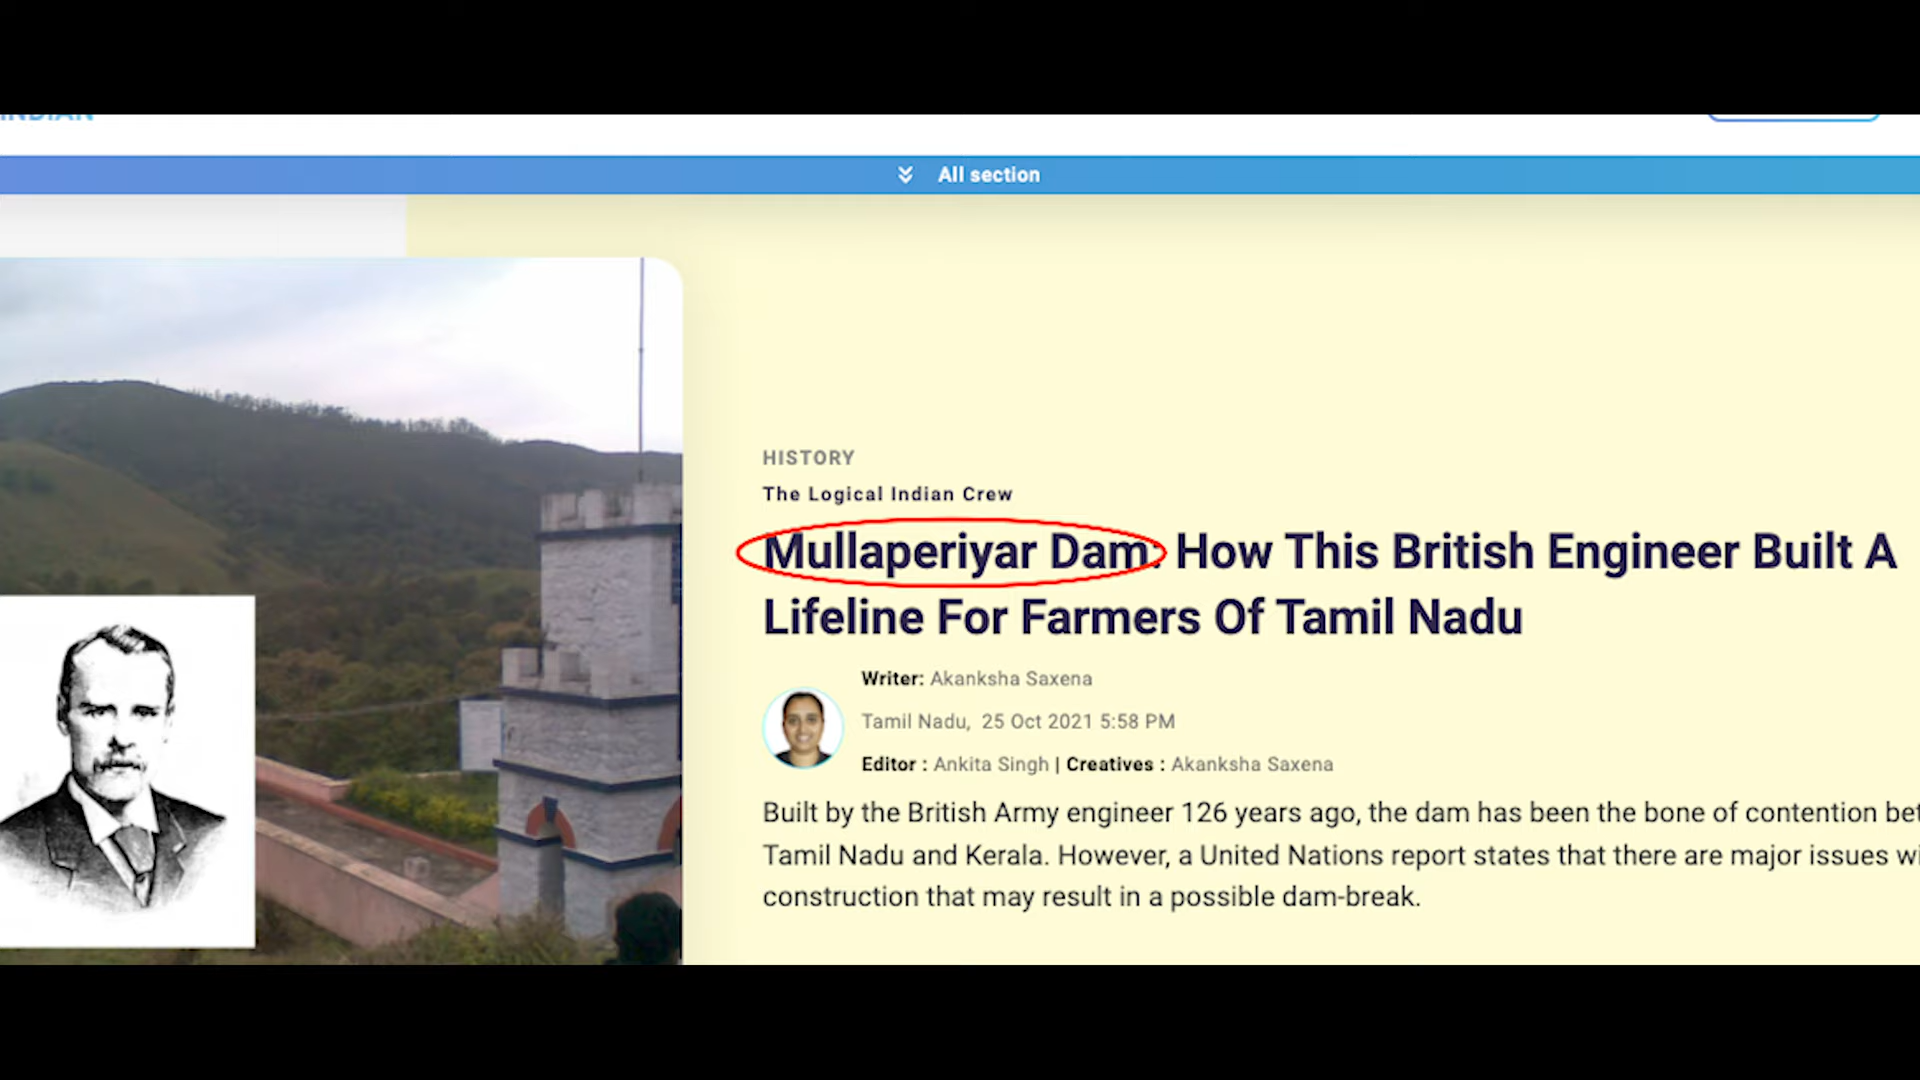 INDIAN
All section
HISTORY
The Logical Indian Crew
Mullaperiyar Dam: How This British Engineer Built A
Lifeline For Farmers Of Tamil Nadu
Writer: Akanksha Saxena
Tamil Nadu, 25 Oct 2021 5:58 PM
Editor : Ankita Singh | Creatives : Akanksha Saxena
Built by the British Army engineer 126 years ago, the dam has been the bone of contention bet
Tamil Nadu and Kerala. However, a United Nations report states that there are major issues wi
construction that may result in a possible dam-break.